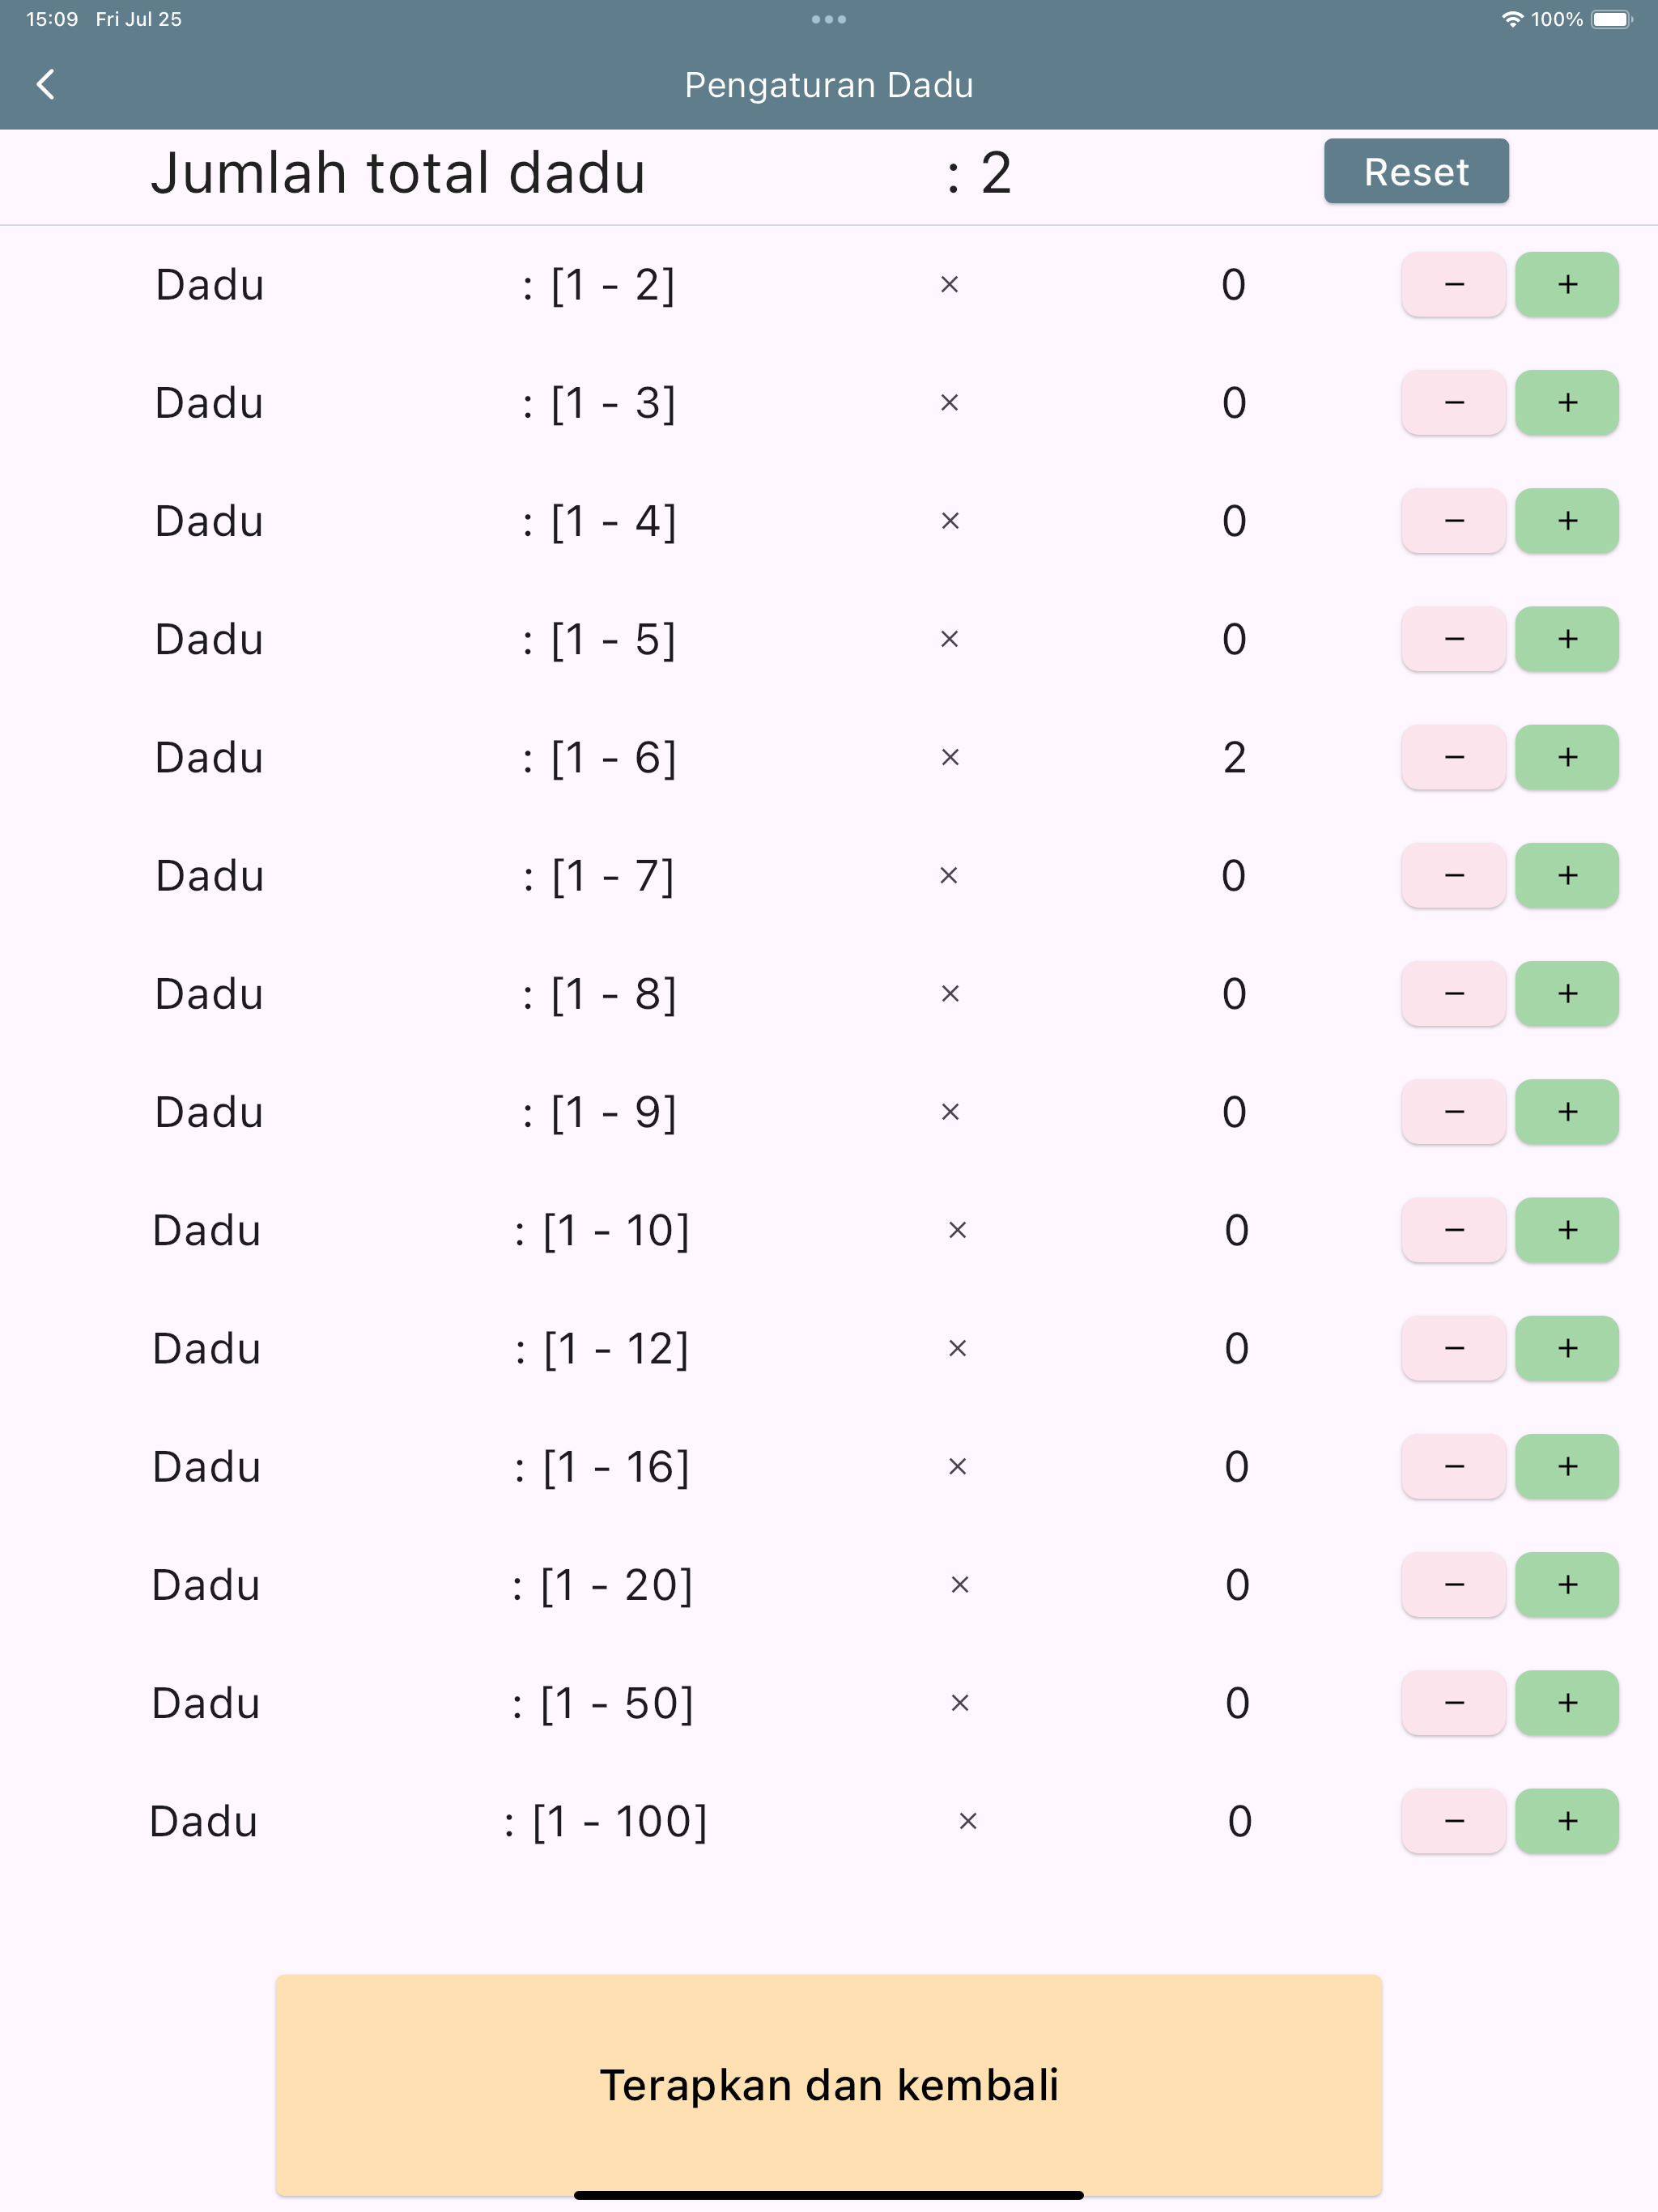 15:09 Fri Jul 25 100%
Pengaturan Dadu
Jumlah total dadu : 2 Reset
Dadu : [1 - 2] × 0 − +
Dadu : [1 - 3] × 0 − +
Dadu : [1 - 4] × 0 − +
Dadu : [1 - 5] × 0 − +
Dadu : [1 - 6] × 2 − +
Dadu : [1 - 7] × 0 − +
Dadu : [1 - 8] × 0 − +
Dadu : [1 - 9] × 0 − +
Dadu : [1 - 10] × 0 − +
Dadu : [1 - 12] × 0 − +
Dadu : [1 - 16] × 0 − +
Dadu : [1 - 20] × 0 − +
Dadu : [1 - 50] × 0 − +
Dadu : [1 - 100] × 0 − +
Terapkan dan kembali